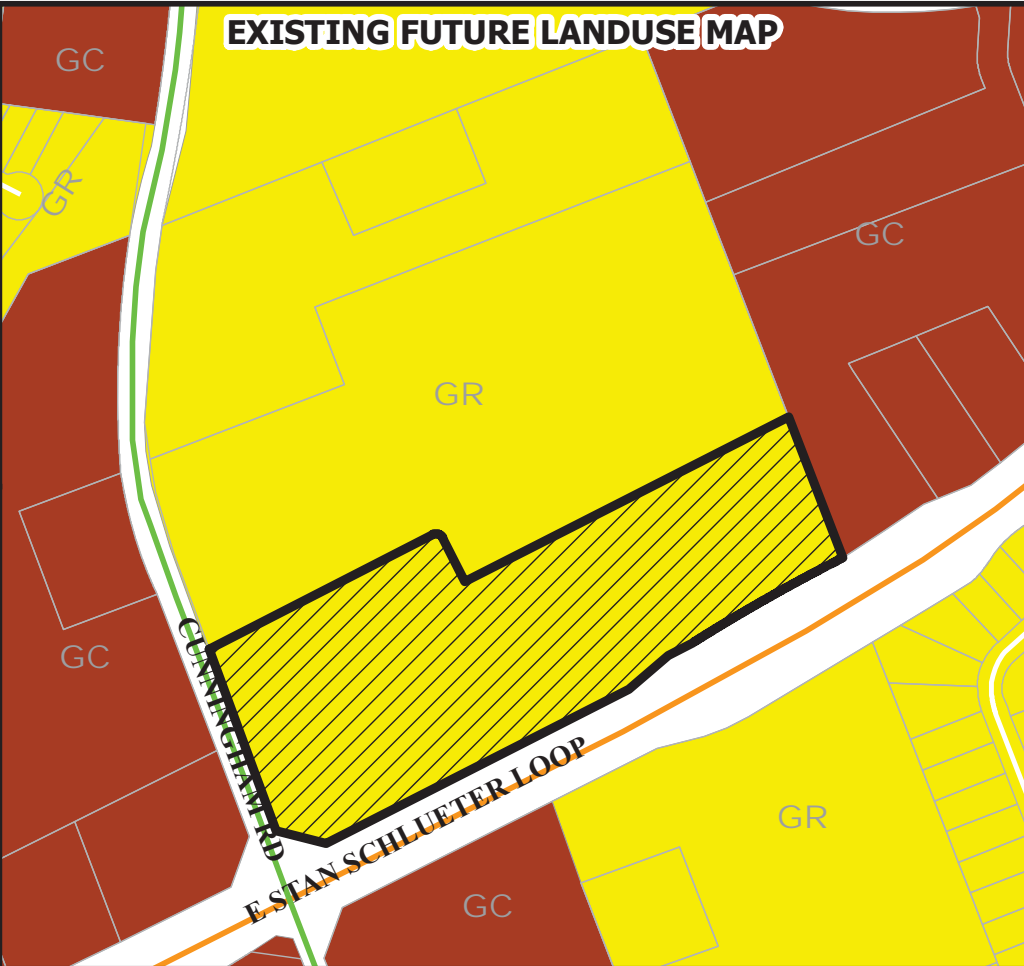 EXISTING FUTURE LANDUSE MAP
GC
GR
GC
GR
GC
CUNNINGHAM RD
E STAN SCHLUETER LOOP
GR
GC